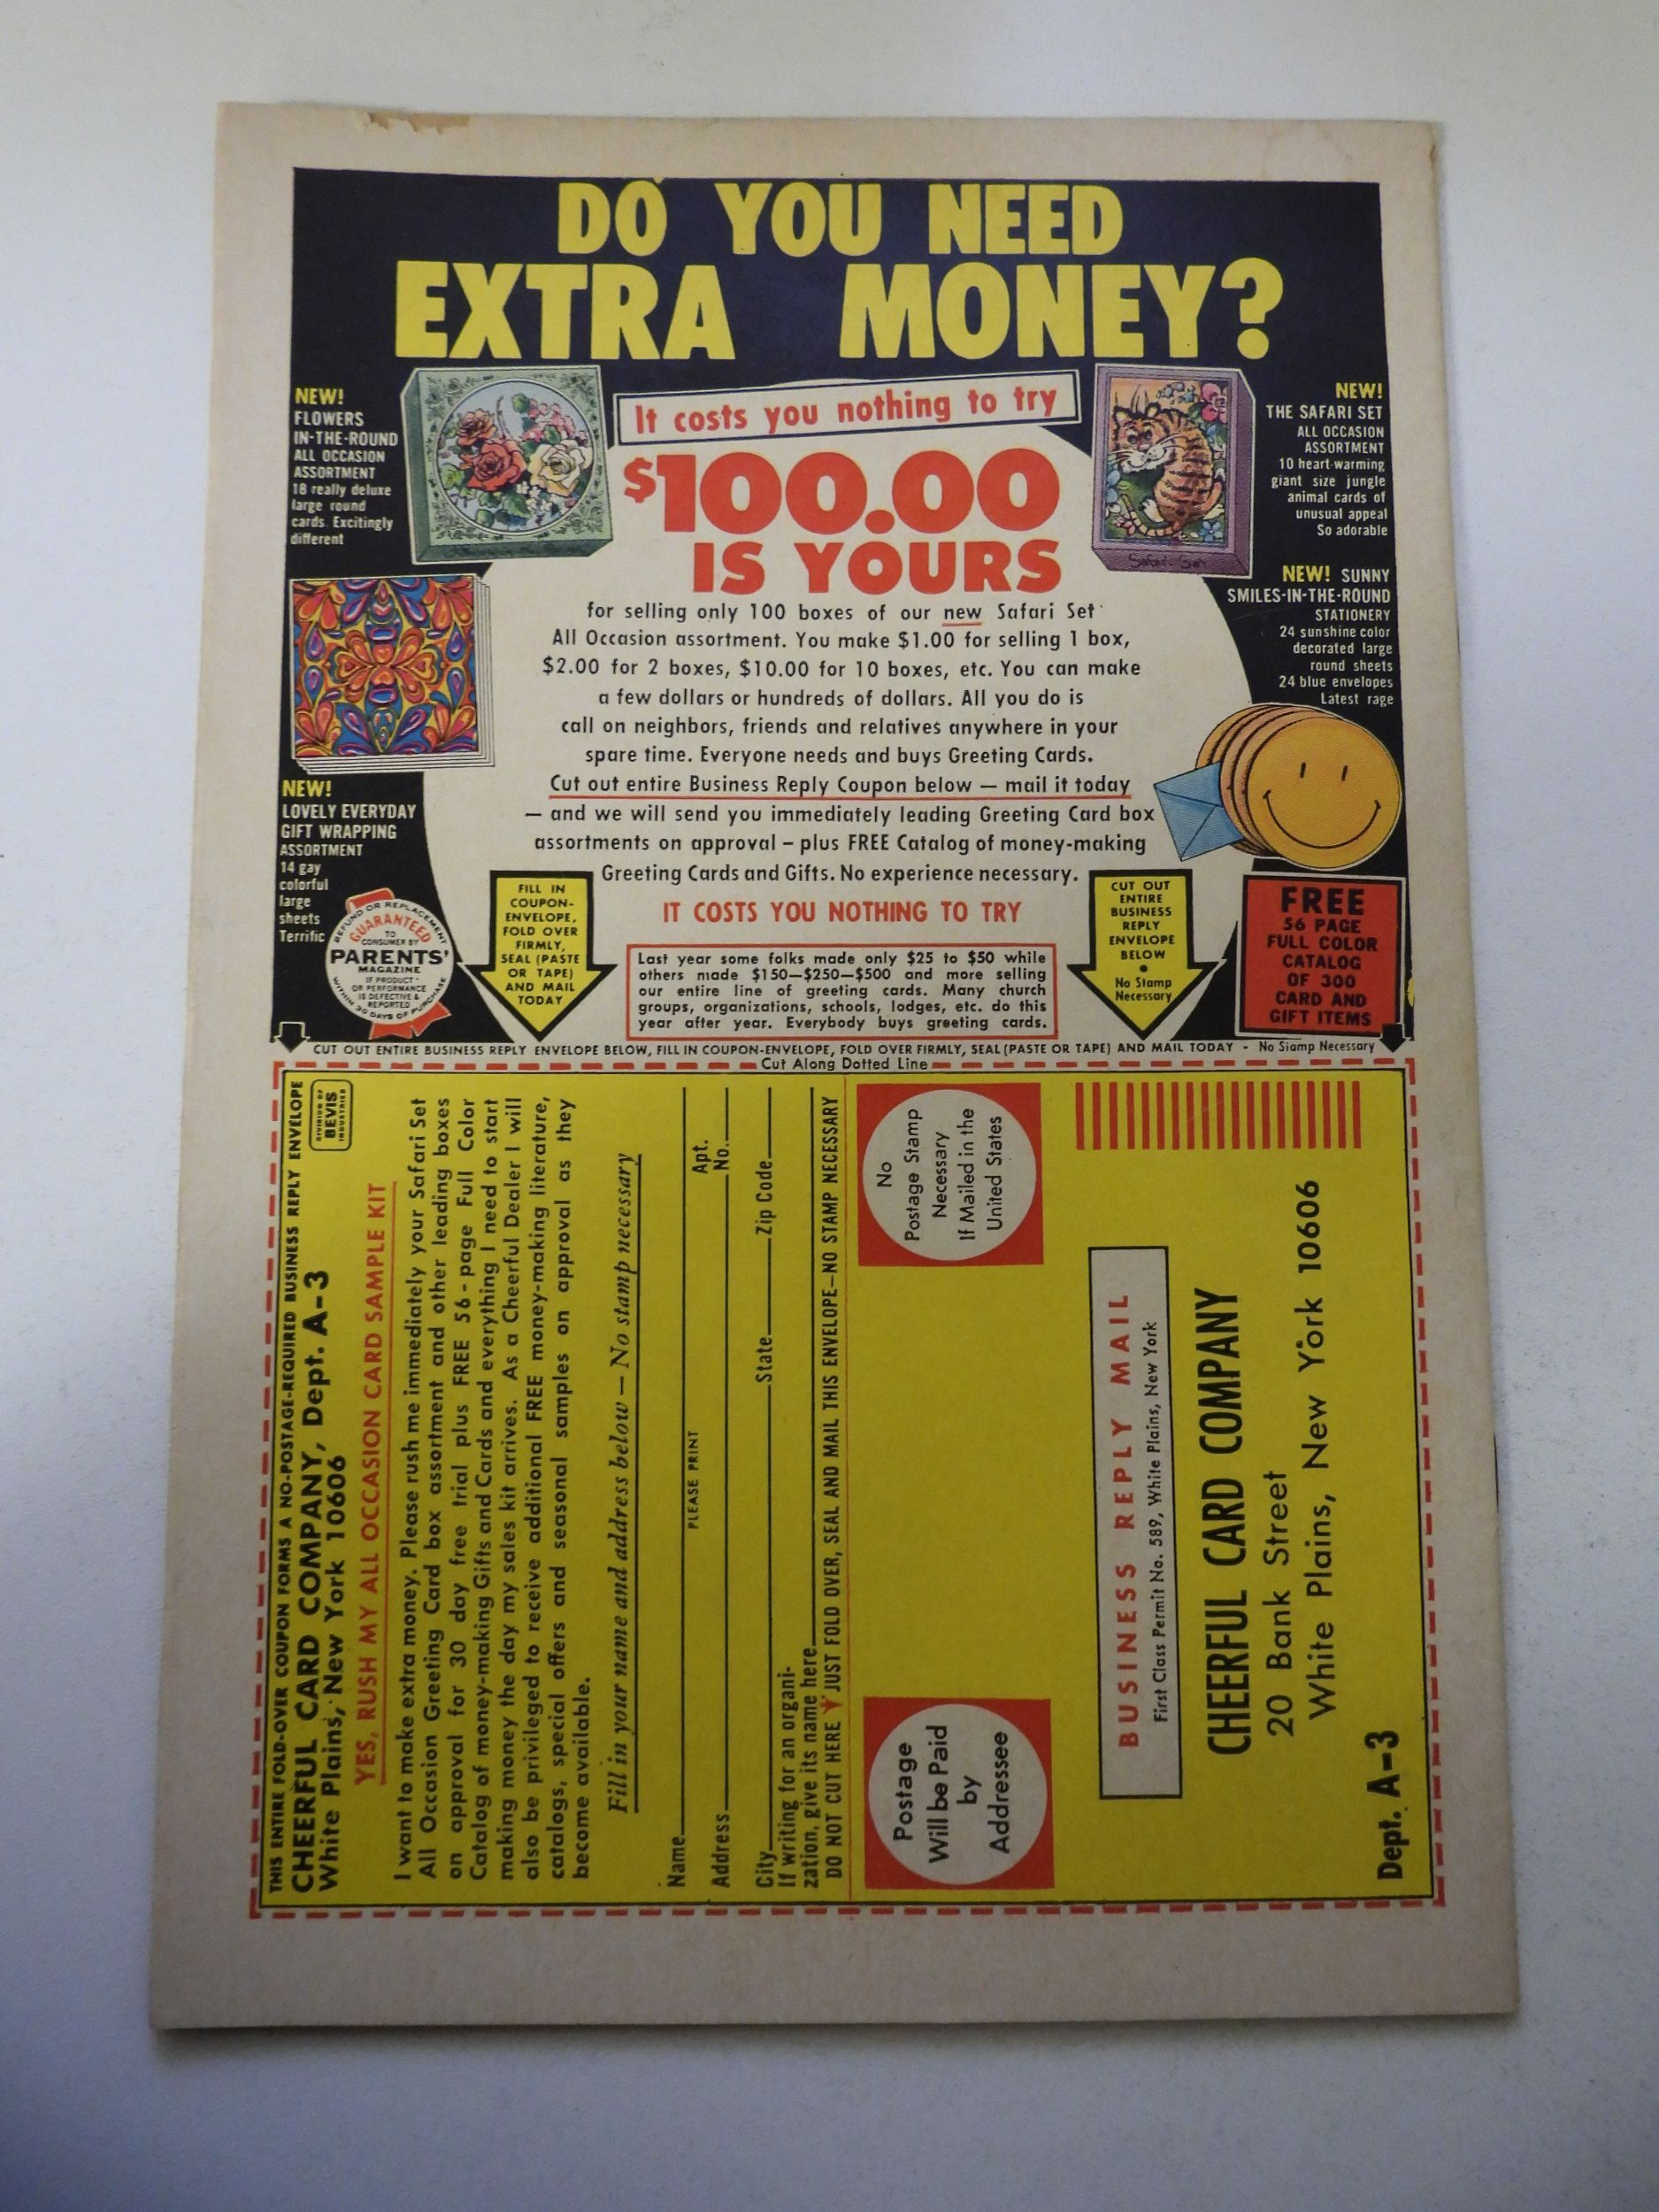 DO YOU NEED
EXTRA MONEY?
NEW!
FLOWERS
IN-THE-ROUND
ALL OCCASION
ASSORTMENT
18 really deluxe
large round
cards. Excitingly
different
It costs you nothing to try
Safari Set
NEW!
THE SAFARI SET
ALL OCCASION
ASSORTMENT
10 heart-warming
giant size jungle
animal cards of
unusual appeal
So adorable
$100.00
IS YOURS
for selling only 100 boxes of our new Safari Set
All Occasion assortment. You make $1.00 for selling 1 box,
$2.00 for 2 boxes, $10.00 for 10 boxes, etc. You can make
a few dollars or hundreds of dollars. All you do is
call on neighbors, friends and relatives anywhere in your
spare time. Everyone needs and buys Greeting Cards.
Cut out entire Business Reply Coupon below — mail it today
— and we will send you immediately leading Greeting Card box
assortments on approval – plus FREE Catalog of money-making
Greeting Cards and Gifts. No experience necessary.
IT COSTS YOU NOTHING TO TRY
NEW! SUNNY
SMILES-IN-THE-ROUND
STATIONERY
24 sunshine color
decorated large
round sheets
24 blue envelopes
Latest rage
NEW!
LOVELY EVERYDAY
GIFT WRAPPING
ASSORTMENT
14 gay
colorful
large
sheets
Terrific
REFUND OR REPLACEMENT
GUARANTEED
TO
CONSUMER BY
PARENTS'
MAGAZINE
IF PRODUCT
OR PERFORMANCE
IS DEFECTIVE &
REPORTED
WITHIN 30 DAYS OF PURCHASE
FILL IN
COUPON-
ENVELOPE,
FOLD OVER
FIRMLY,
SEAL (PASTE
OR TAPE)
AND MAIL
TODAY
Last year some folks made only $25 to $50 while
others made $150—$250—$500 and more selling
our entire line of greeting cards. Many church
groups, organizations, schools, lodges, etc. do this
year after year. Everybody buys greeting cards.
CUT OUT
ENTIRE
BUSINESS
REPLY
ENVELOPE
BELOW
•
No Stamp
Necessary
FREE
56 PAGE
FULL COLOR
CATALOG
OF 300
CARD AND
GIFT ITEMS
CUT OUT ENTIRE BUSINESS REPLY ENVELOPE BELOW, FILL IN COUPON-ENVELOPE, FOLD OVER FIRMLY, SEAL (PASTE OR TAPE) AND MAIL TODAY - No Stamp Necessary
Cut Along Dotted Line
THIS ENTIRE FOLD-OVER COUPON FORMS A NO-POSTAGE-REQUIRED BUSINESS REPLY ENVELOPE
CHEERFUL CARD COMPANY, Dept. A-3
White Plains, New York 10606
DIVISION OF
BEVIS
INDUSTRIES
YES, RUSH MY ALL OCCASION CARD SAMPLE KIT
I want to make extra money. Please rush me immediately your Safari Set
All Occasion Greeting Card box assortment and other leading boxes
on approval for 30 day free trial plus FREE 56-page Full Color
Catalog of money-making Gifts and Cards and everything I need to start
making money the day my sales kit arrives. As a Cheerful Dealer I will
also be privileged to receive additional FREE money-making literature,
catalogs, special offers and seasonal samples on approval as they
become available.
Fill in your name and address below — No stamp necessary
Name
PLEASE PRINT
Address
Apt.
No.
City
State
Zip Code
If writing for an organi-
zation, give its name here
DO NOT CUT HERE JUST FOLD OVER, SEAL AND MAIL THIS ENVELOPE—NO STAMP NECESSARY
Postage
Will be Paid
by
Addressee
No
Postage Stamp
Necessary
If Mailed in the
United States
BUSINESS REPLY MAIL
First Class Permit No. 589, White Plains, New York
CHEERFUL CARD COMPANY
20 Bank Street
White Plains, New York 10606
Dept. A-3